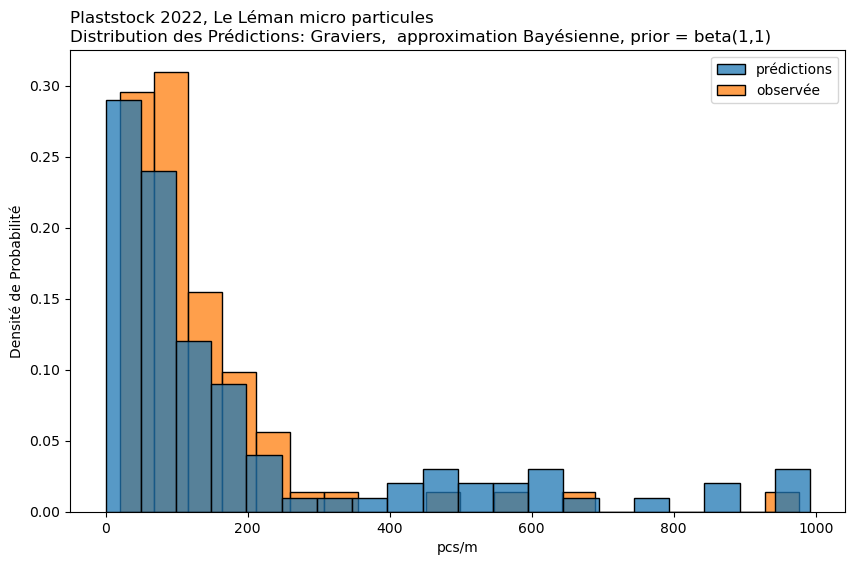 Plaststock 2022, Le Léman micro particules
Distribution des Prédictions: Graviers,  approximation Bayésienne, prior = beta(1,1)
prédictions
observée
Densité de Probabilité
0.30
0.25
0.20
0.15
0.10
0.05
0.00
0
200
400
600
800
1000
pcs/m